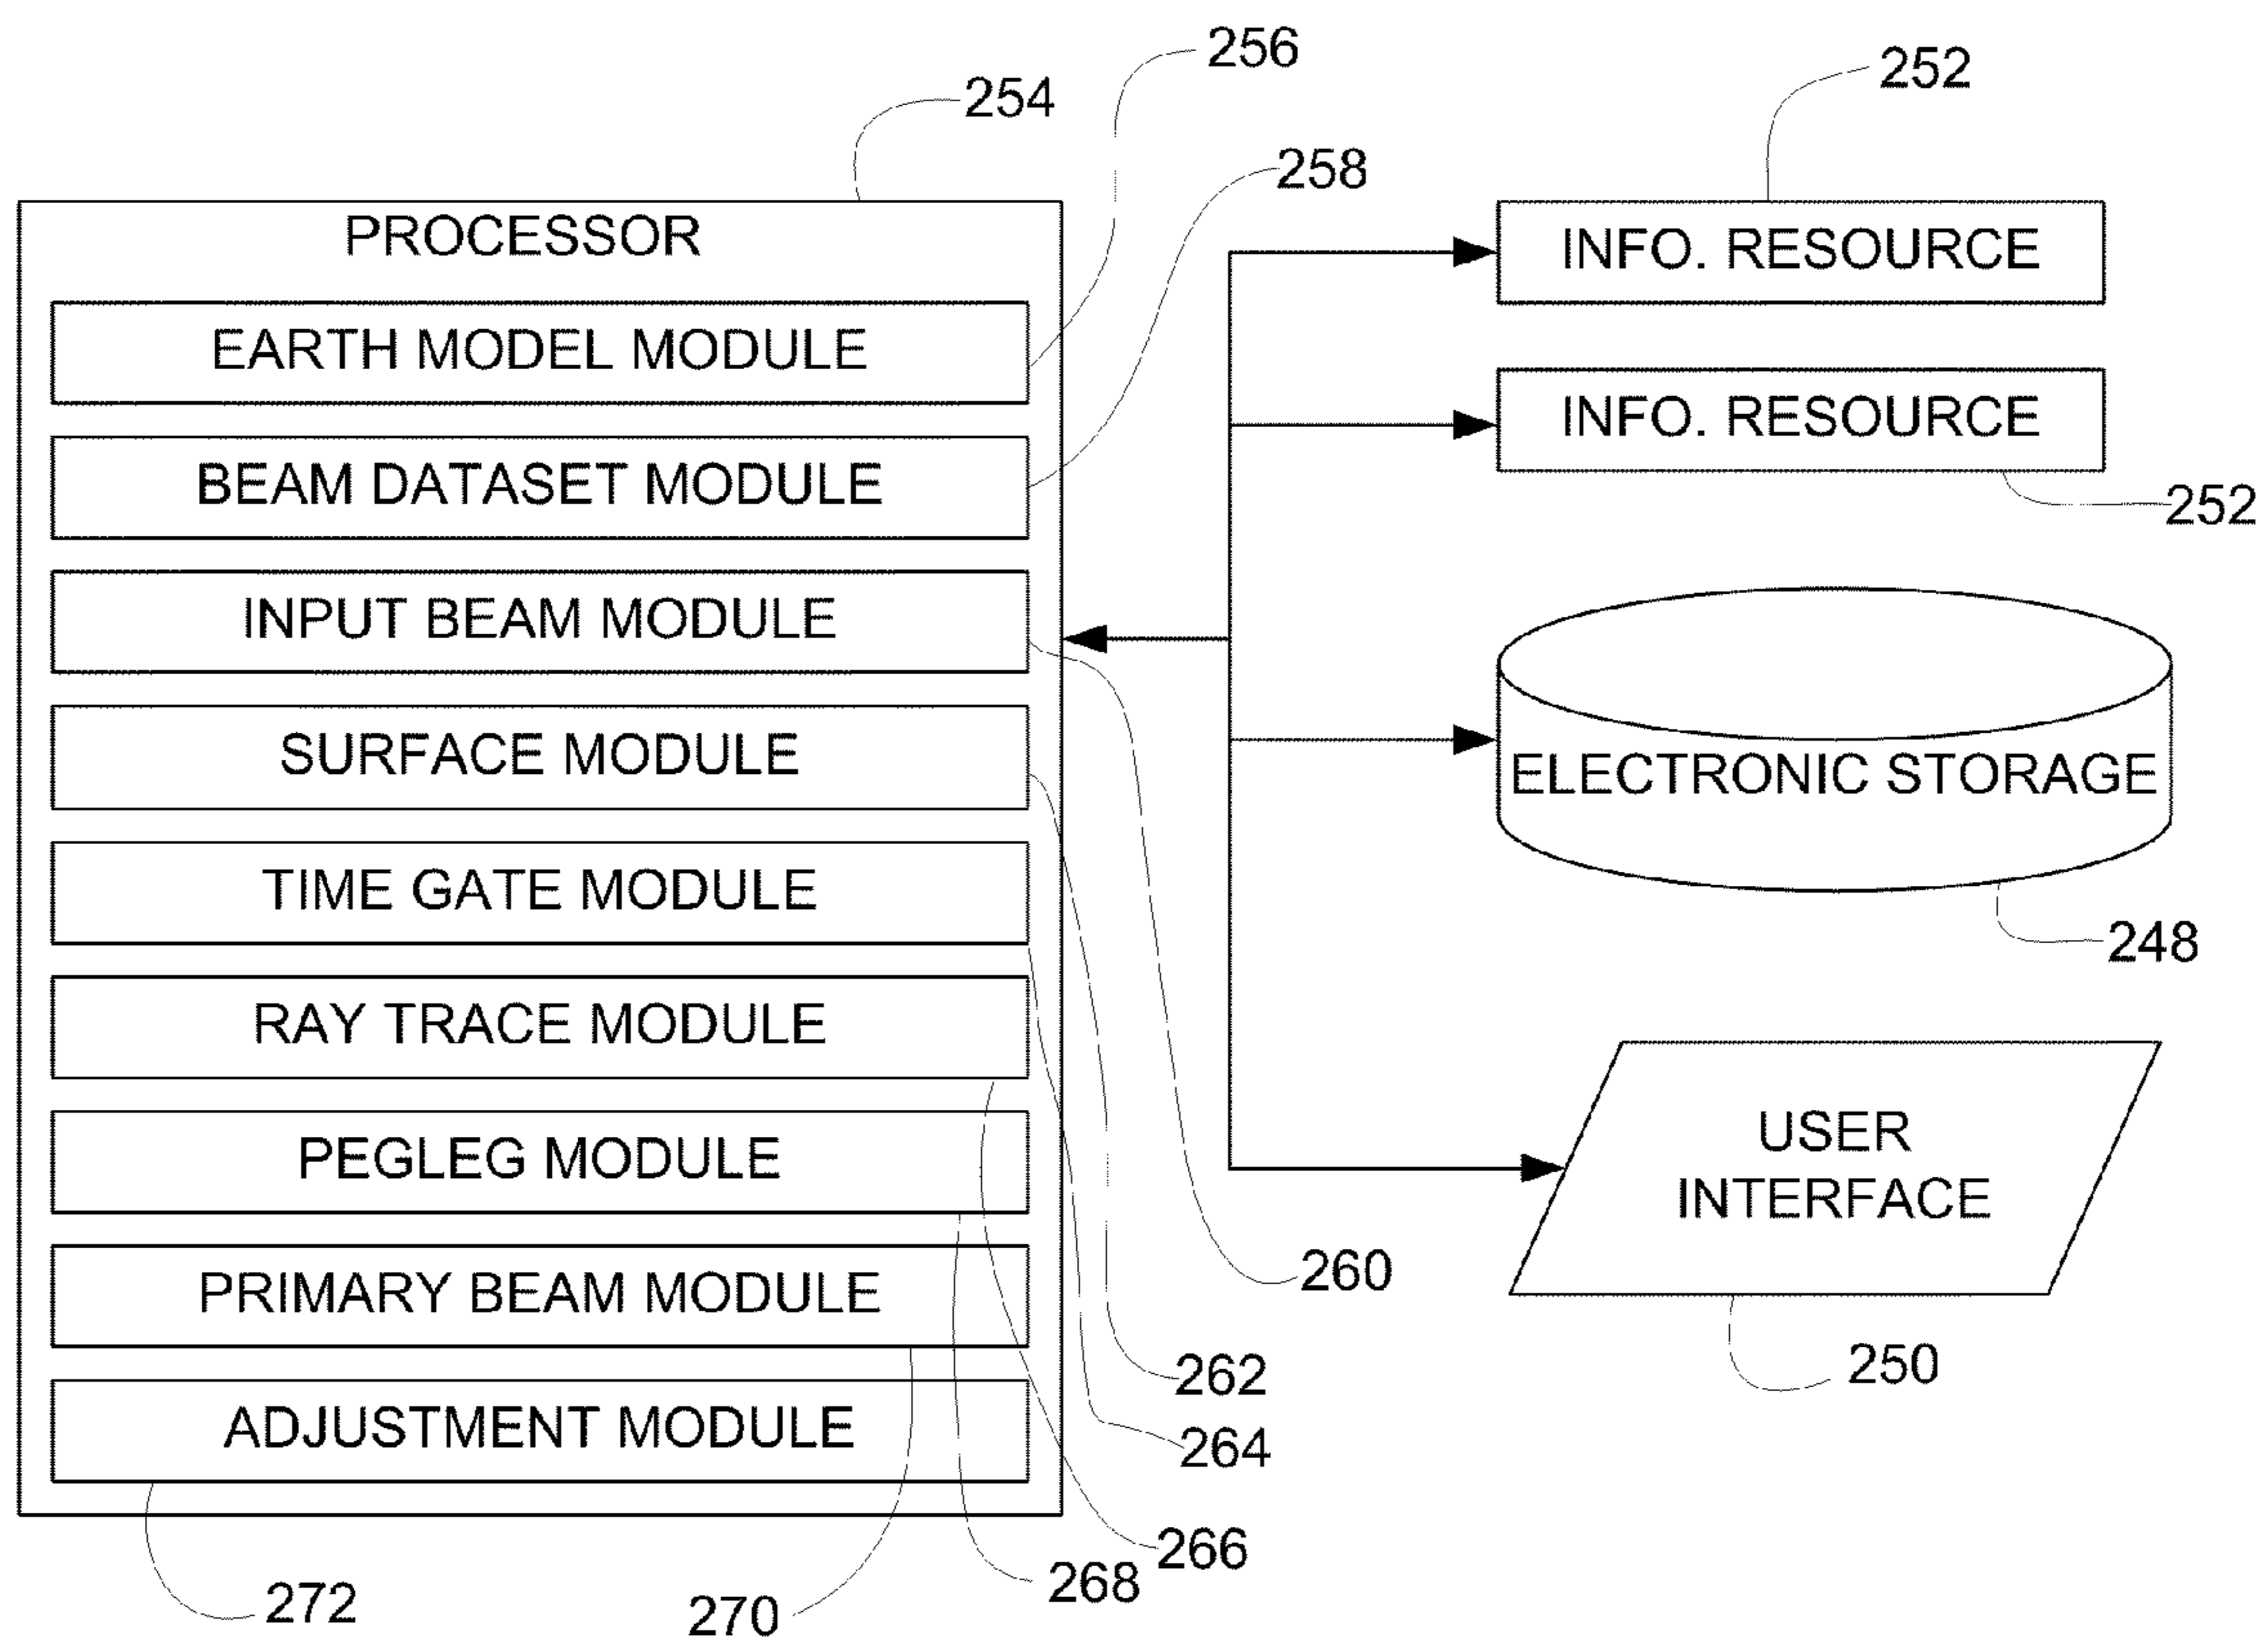 256
252
254
258
PROCESSOR
INFO. RESOURCE
EARTH MODEL MODULE
INFO. RESOURCE
BEAM DATASET MODULE
252
INPUT BEAM MODULE
SURFACE MODULE
ELECTRONIC STORAGE
TIME GATE MODULE
248
RAY TRACE MODULE
PEGLEG MODULE
USER
INTERFACE
PRIMARY BEAM MODULE
260
250
262
ADJUSTMENT MODULE
264
266
268
272
270